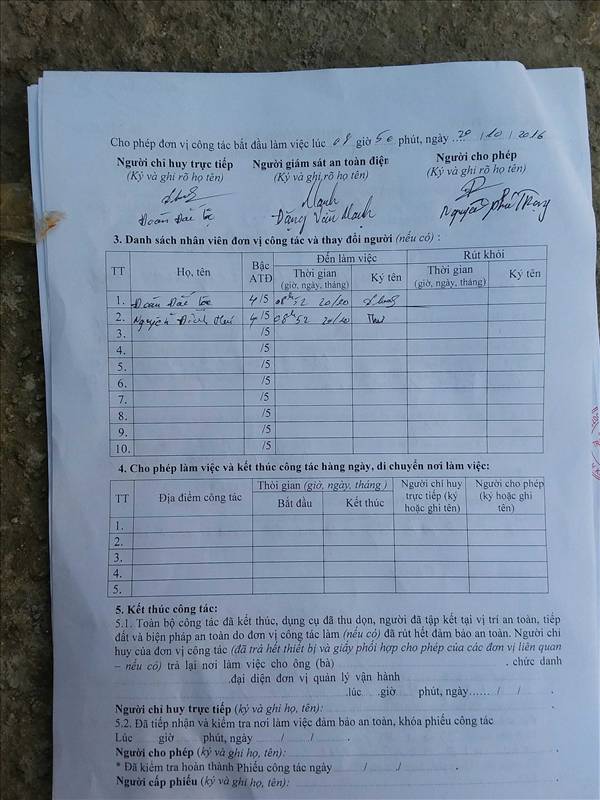 Cho phép đơn vị công tác bắt đầu làm việc lúc 08 giờ 50 phút, ngày 20 / 10 / 2016
Người chỉ huy trực tiếp Người giám sát an toàn điện Người cho phép
(Ký và ghi rõ họ tên) (Ký và ghi rõ họ tên) (Ký và ghi rõ họ tên)
Mạnh
Đoàn Đắc Đặng Văn Mạnh Nguyễn Phú
3. Danh sách nhân viên đơn vị công tác và thay đổi người (nếu có) :
TT Họ, tên Bậc ATĐ Đến làm việc Rút khỏi
Thời gian (giờ, ngày, tháng) Ký tên Thời gian (giờ, ngày, tháng) Ký tên
1. Đoàn Đắc 4/5 08h52 20/10
2. Nguyễn Đình 4/5 08h52 20/10
3. /5
4. /5
5. /5
6. /5
7. /5
8. /5
9. /5
10. /5
4. Cho phép làm việc và kết thúc công tác hàng ngày, di chuyển nơi làm việc:
TT Địa điểm công tác Thời gian (giờ, ngày, tháng ) Người chỉ huy trực tiếp (ký hoặc ghi tên) Người cho phép (ký hoặc ghi tên)
Bắt đầu Kết thúc
1.
2.
3.
4.
5.
5. Kết thúc công tác:
5.1. Toàn bộ công tác đã kết thúc, dụng cụ đã thu dọn, người đã tập kết tại vị trí an toàn, tiếp
đất và biện pháp an toàn do đơn vị công tác làm (nếu có) đã rút hết đảm bảo an toàn. Người chỉ
huy của đơn vị công tác (đã trả hết thiết bị và giấy phối hợp cho phép của các đơn vị liên quan
– nếu có) trả lại nơi làm việc cho ông (bà) . chức danh
.đại diện đơn vị quản lý vận hành
.lúc .giờ phút, ngày...... / / .
Người chỉ huy trực tiếp (ký và ghi họ, tên):
5.2. Đã tiếp nhận và kiểm tra nơi làm việc đảm bảo an toàn, khóa phiếu công tác
Lúc giờ phút, ngày / / .
Người cho phép (ký và ghi họ, tên):
* Đã kiểm tra hoàn thành Phiếu công tác ngày / ./ .
Người cấp phiếu (ký và ghi họ, tên):